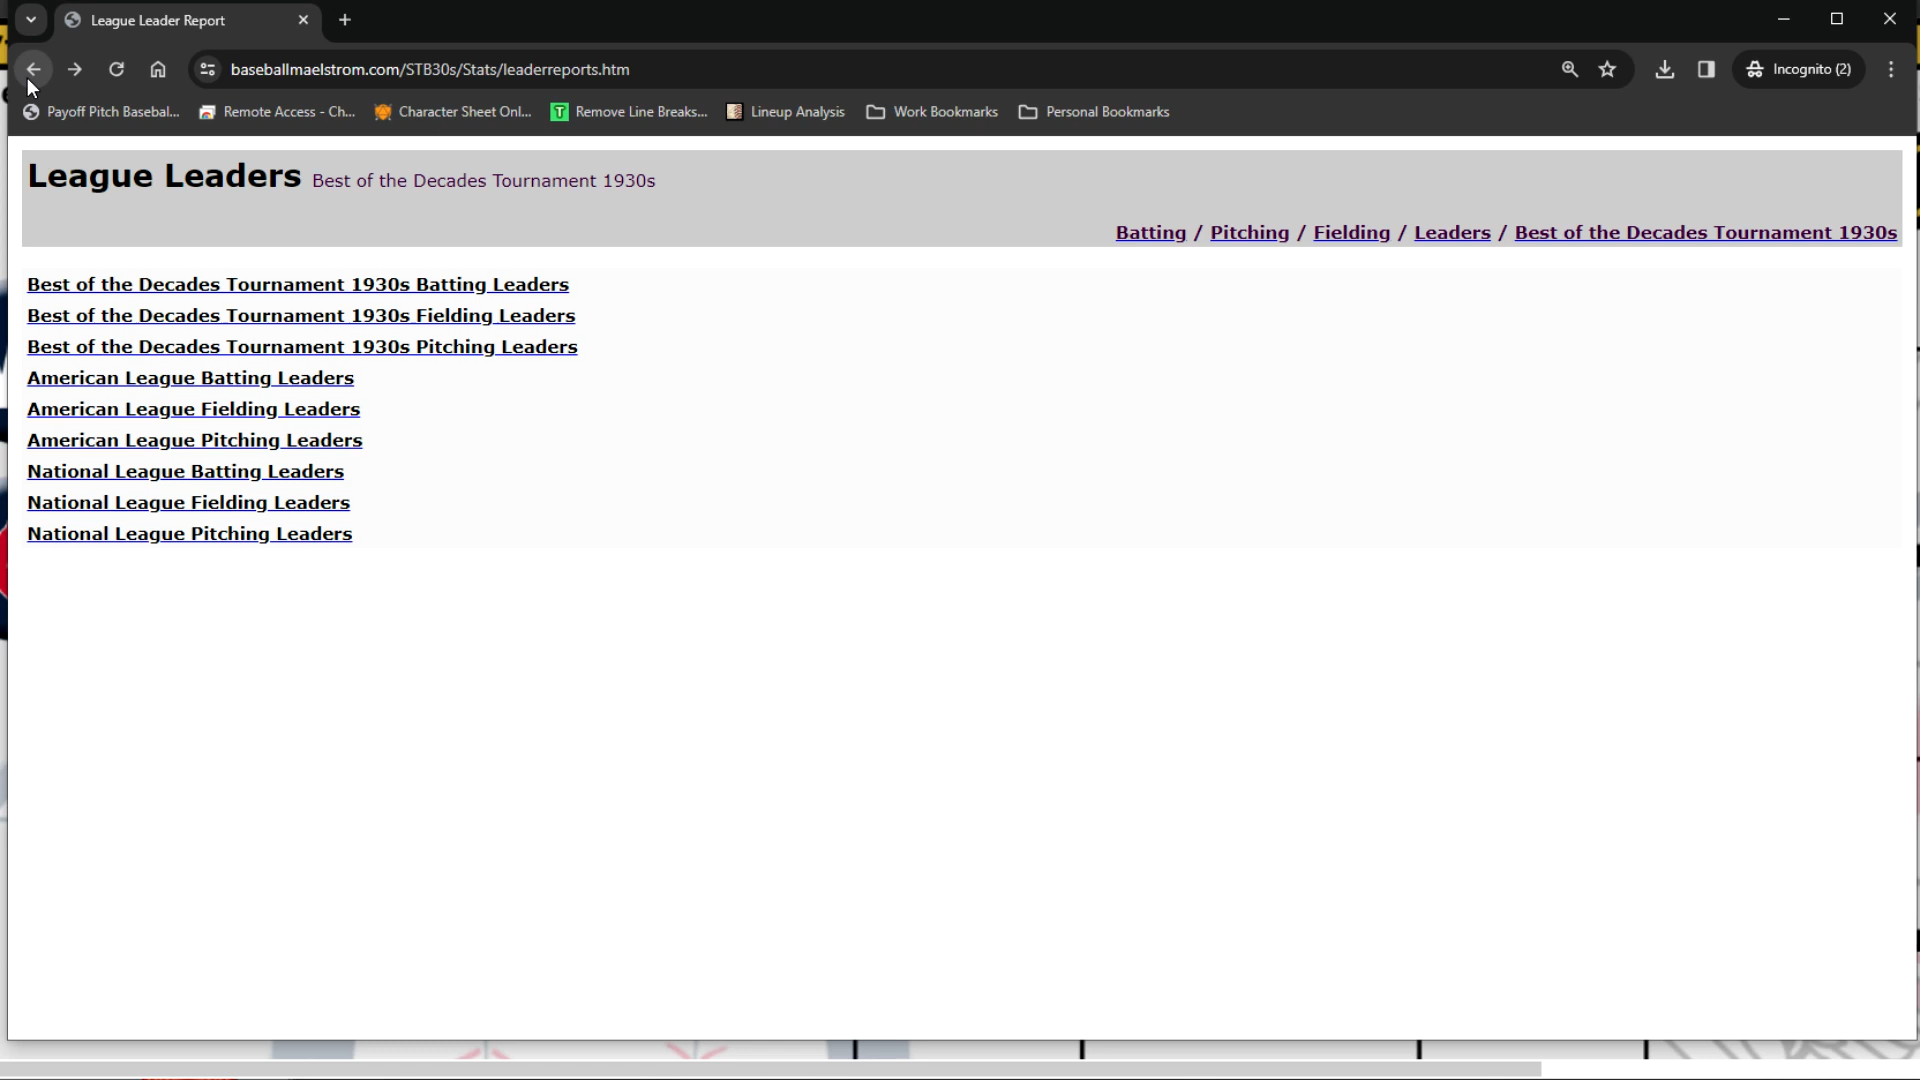 League Leader Report
baseballmaelstrom.com/STB30s/Stats/leaderreports.htm
Incognito (2)
Payoff Pitch Basebal...
Remote Access - Ch...
Character Sheet Onl...
T Remove Line Breaks...
Lineup Analysis
Work Bookmarks
Personal Bookmarks
League Leaders Best of the Decades Tournament 1930s
Batting / Pitching / Fielding / Leaders / Best of the Decades Tournament 1930s
Best of the Decades Tournament 1930s Batting Leaders
Best of the Decades Tournament 1930s Fielding Leaders
Best of the Decades Tournament 1930s Pitching Leaders
American League Batting Leaders
American League Fielding Leaders
American League Pitching Leaders
National League Batting Leaders
National League Fielding Leaders
National League Pitching Leaders